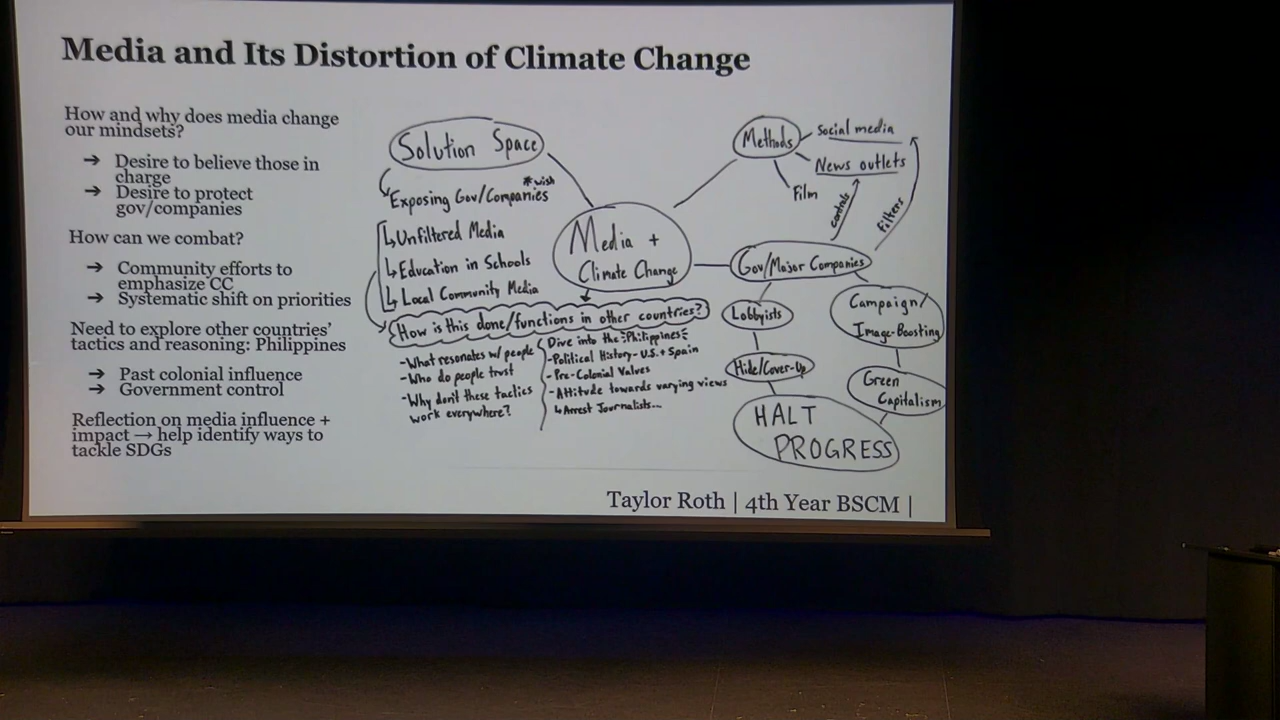 Media and Its Distortion of Climate Change
How and why does media change
our mindsets?
➔ Desire to believe those in
charge
➔ Desire to protect
gov/companies
How can we combat?
➔ Community efforts to
emphasize CC
➔ Systematic shift on priorities
Need to explore other countries'
tactics and reasoning: Philippines
➔ Past colonial influence
➔ Government control
Reflection on media influence +
impact → help identify ways to
tackle SDGs
Solution Space
*wish
Exposing Gov/Companies
↳Unfiltered Media
↳Education in Schools
↳Local Community Media
Media +
Climate Change
How is this done/functions in other countries?
-What resonates w/ people
-Who do people trust
-Why don't these tactics
work everywhere?
Dive into the Philippines
-Political History- U.S. + Spain
-Pre-Colonial Values
-Attitude towards varying views
↳Arrest Journalists...
Methods
Social media
News outlets
Film
controls
filters
Gov/Major Companies
Lobbyists
Hide/Cover-Up
Campaign/
Image-Boosting
Green
Capitalism
HALT
PROGRESS
Taylor Roth | 4th Year BSCM |